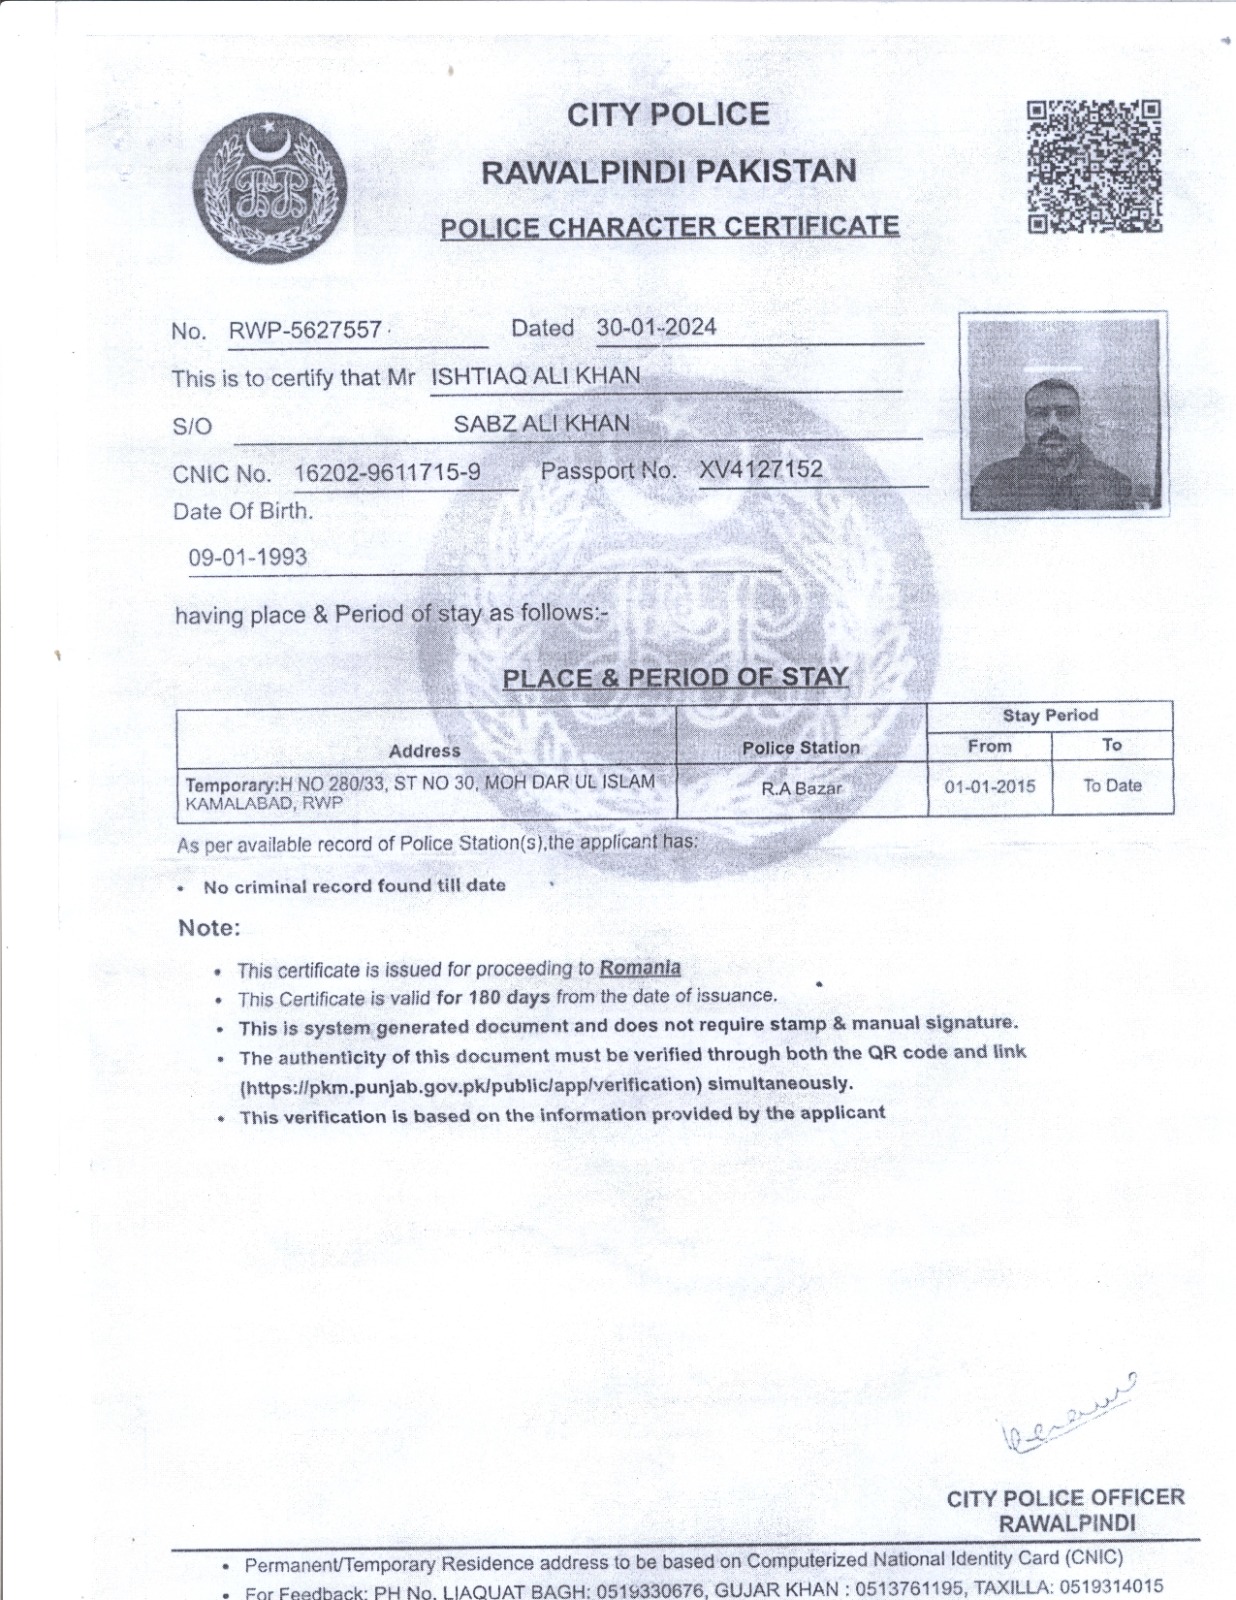 CITY POLICE
RAWALPINDI PAKISTAN
POLICE CHARACTER CERTIFICATE
No. RWP-5627557 Dated 30-01-2024
This is to certify that Mr ISHTIAQ ALI KHAN
S/O SABZ ALI KHAN
CNIC No. 16202-9611715-9 Passport No. XV4127152
Date Of Birth.
09-01-1993
having place & Period of stay as follows:-
PLACE & PERIOD OF STAY
Address Police Station Stay Period
From To
Temporary:H NO 280/33, ST NO 30, MOH DAR UL ISLAM
KAMALABAD, RWP
R.A Bazar 01-01-2015 To Date
As per available record of Police Station(s),the applicant has:
• No criminal record found till date
Note:
• This certificate is issued for proceeding to Romania
• This Certificate is valid for 180 days from the date of issuance.
• This is system generated document and does not require stamp & manual signature.
• The authenticity of this document must be verified through both the QR code and link
(https://pkm.punjab.gov.pk/public/app/verification) simultaneously.
• This verification is based on the information provided by the applicant
CITY POLICE OFFICER
RAWALPINDI
• Permanent/Temporary Residence address to be based on Computerized National Identity Card (CNIC)
• For Feedback: PH No. LIAQUAT BAGH: 0519330676, GUJAR KHAN : 0513761195, TAXILLA: 0519314015